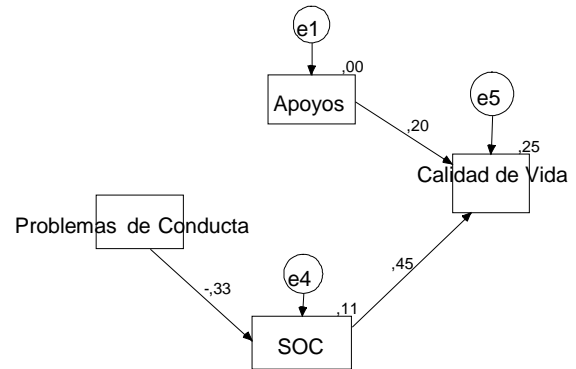 e1
,00
Apoyos
,20
e5
,25
Calidad de Vida
Problemas de Conducta
-,33
e4
,45
,11
SOC